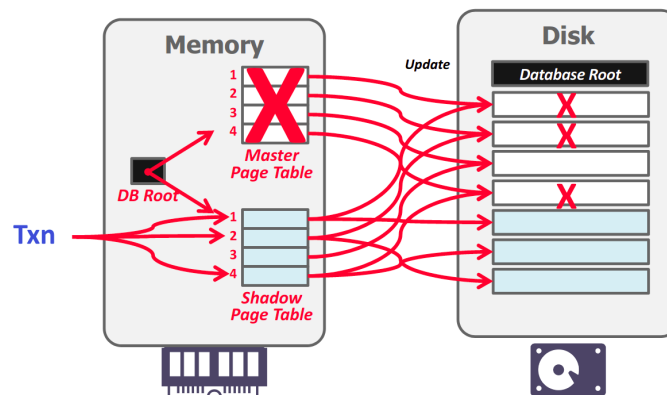 Memory
Disk
Update
Database Root
1
2
3
4
Master
Page Table
DB Root
Txn
1
2
3
4
Shadow
Page Table